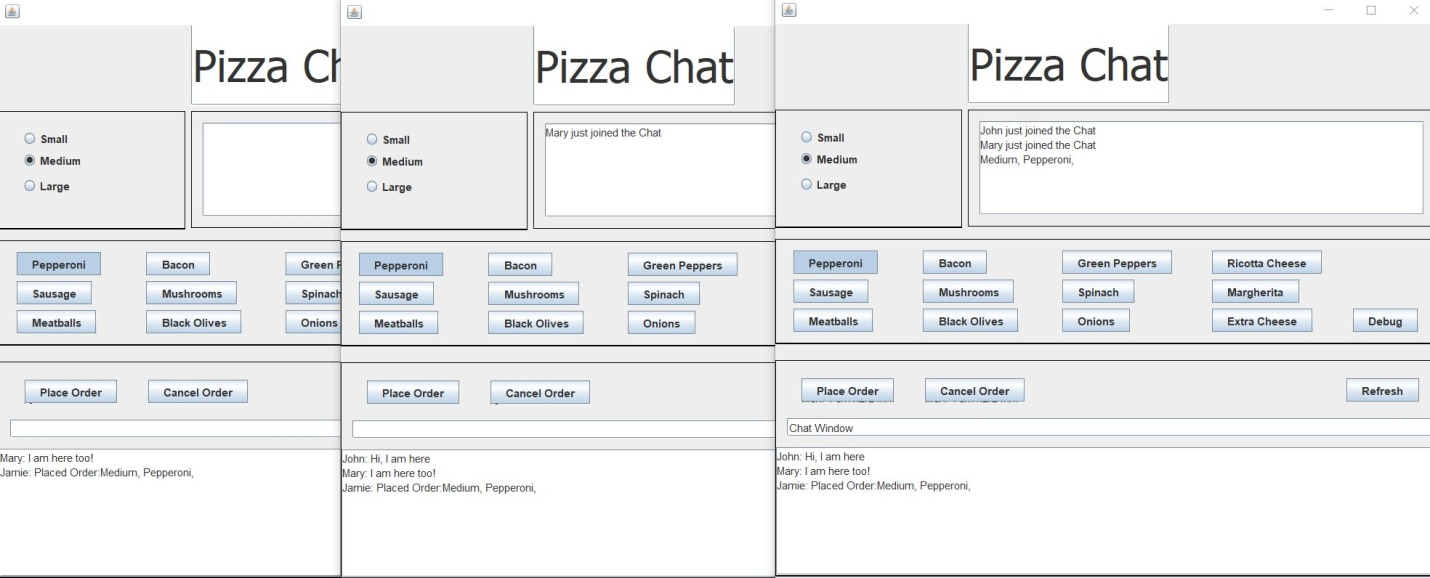 Pizza Ch
Small
Medium
Large
Pepperoni Bacon Green P
Sausage Mushrooms Spinach
Meatballs Black Olives Onions
Place Order Cancel Order
Mary: I am here too!
Jamie: Placed Order:Medium, Pepperoni,
Pizza Chat
Small
Medium
Large
Mary just joined the Chat
Pepperoni Bacon Green Peppers
Sausage Mushrooms Spinach
Meatballs Black Olives Onions
Place Order Cancel Order
John: Hi, I am here
Mary: I am here too!
Jamie: Placed Order:Medium, Pepperoni,
Pizza Chat
Small
Medium
Large
John just joined the Chat
Mary just joined the Chat
Medium, Pepperoni,
Pepperoni Bacon Green Peppers Ricotta Cheese
Sausage Mushrooms Spinach Margherita
Meatballs Black Olives Onions Extra Cheese Debug
Place Order Cancel Order Refresh
Chat Window
John: Hi, I am here
Mary: I am here too!
Jamie: Placed Order:Medium, Pepperoni,